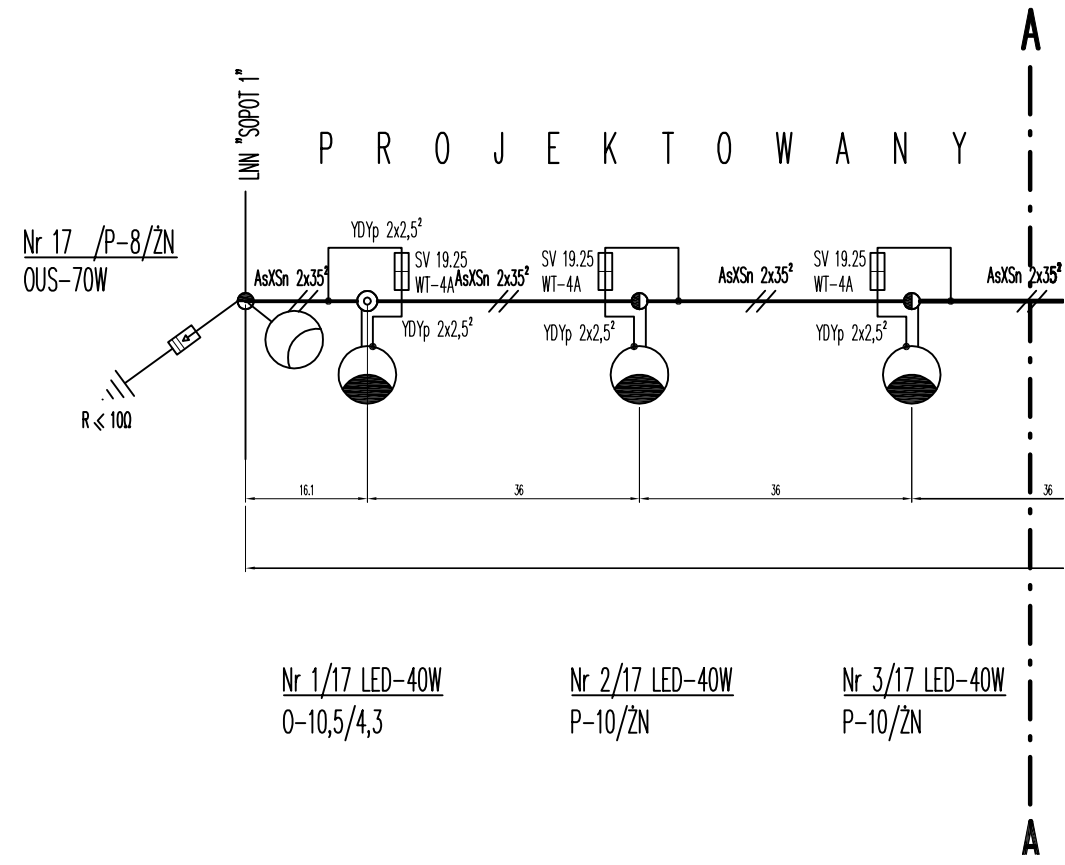 A
LNN "SOPOT 1"
P R O J E K T O W A N Y
Nr 17 /P-8/ŻN
OUS-70W
YDYp 2x2,5²
SV 19.25
WT-4A
SV 19.25
WT-4A
SV 19.25
WT-4A
AsXSn 2x35²
AsXSn 2x35²
AsXSn 2x35²
AsXSn 2x35²
YDYp 2x2,5²
YDYp 2x2,5²
YDYp 2x2,5²
R ⩽ 10Ω
16.1
36
36
36
Nr 1/17 LED-40W
O-10,5/4,3
Nr 2/17 LED-40W
P-10/ŻN
Nr 3/17 LED-40W
P-10/ŻN
A